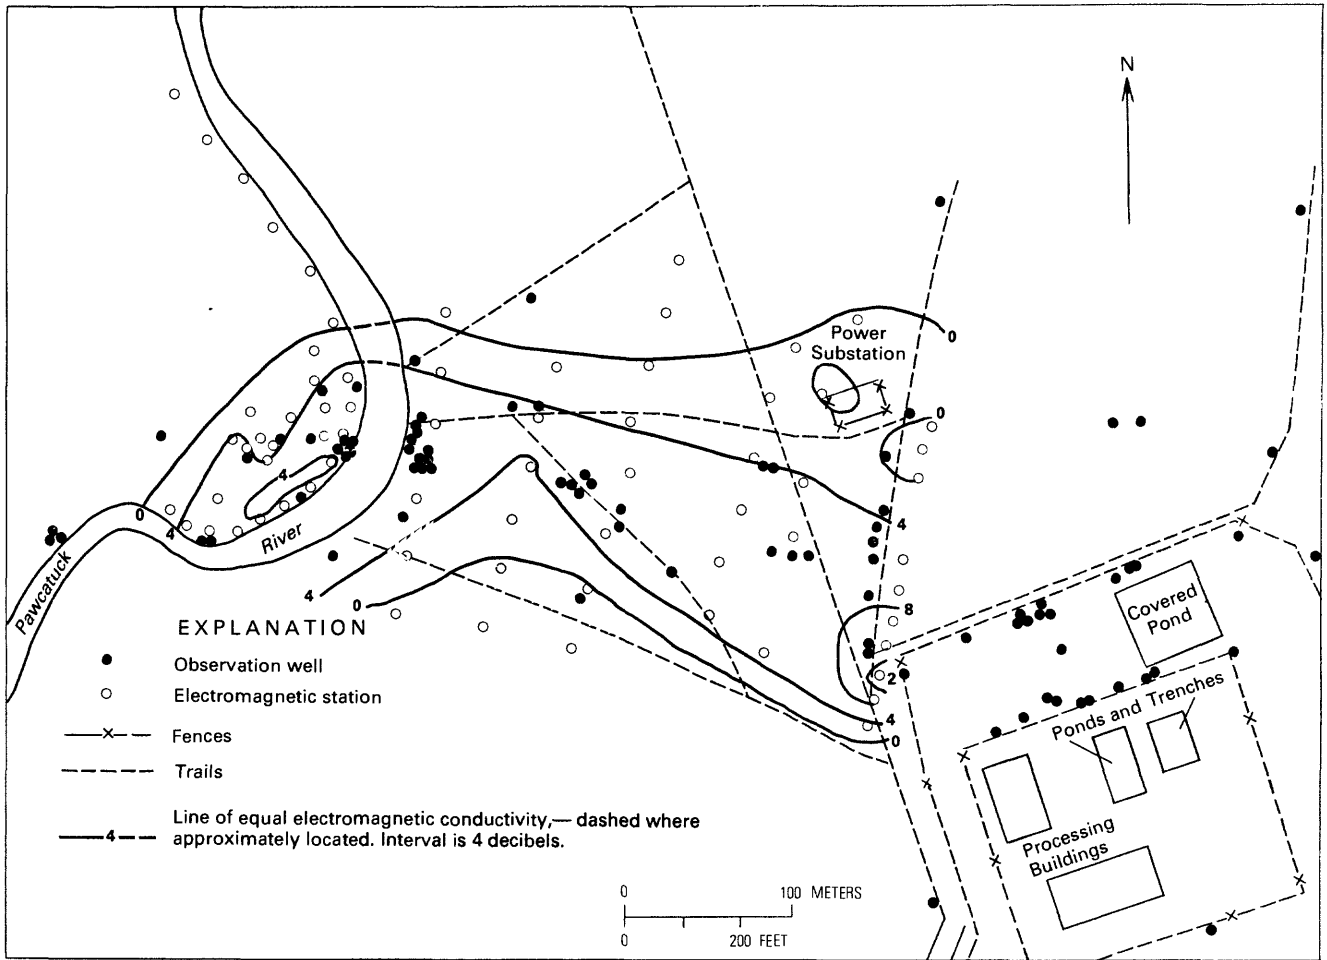 N
0
Power
Substation
0
4
0
4
River
Pawcatuck
4
8
4
0
2
4
0
Covered
Pond
Ponds and Trenches
Processing
Buildings
EXPLANATION
Observation well
Electromagnetic station
Fences
Trails
4
Line of equal electromagnetic conductivity,— dashed where
approximately located. Interval is 4 decibels.
0 100 METERS
0 200 FEET